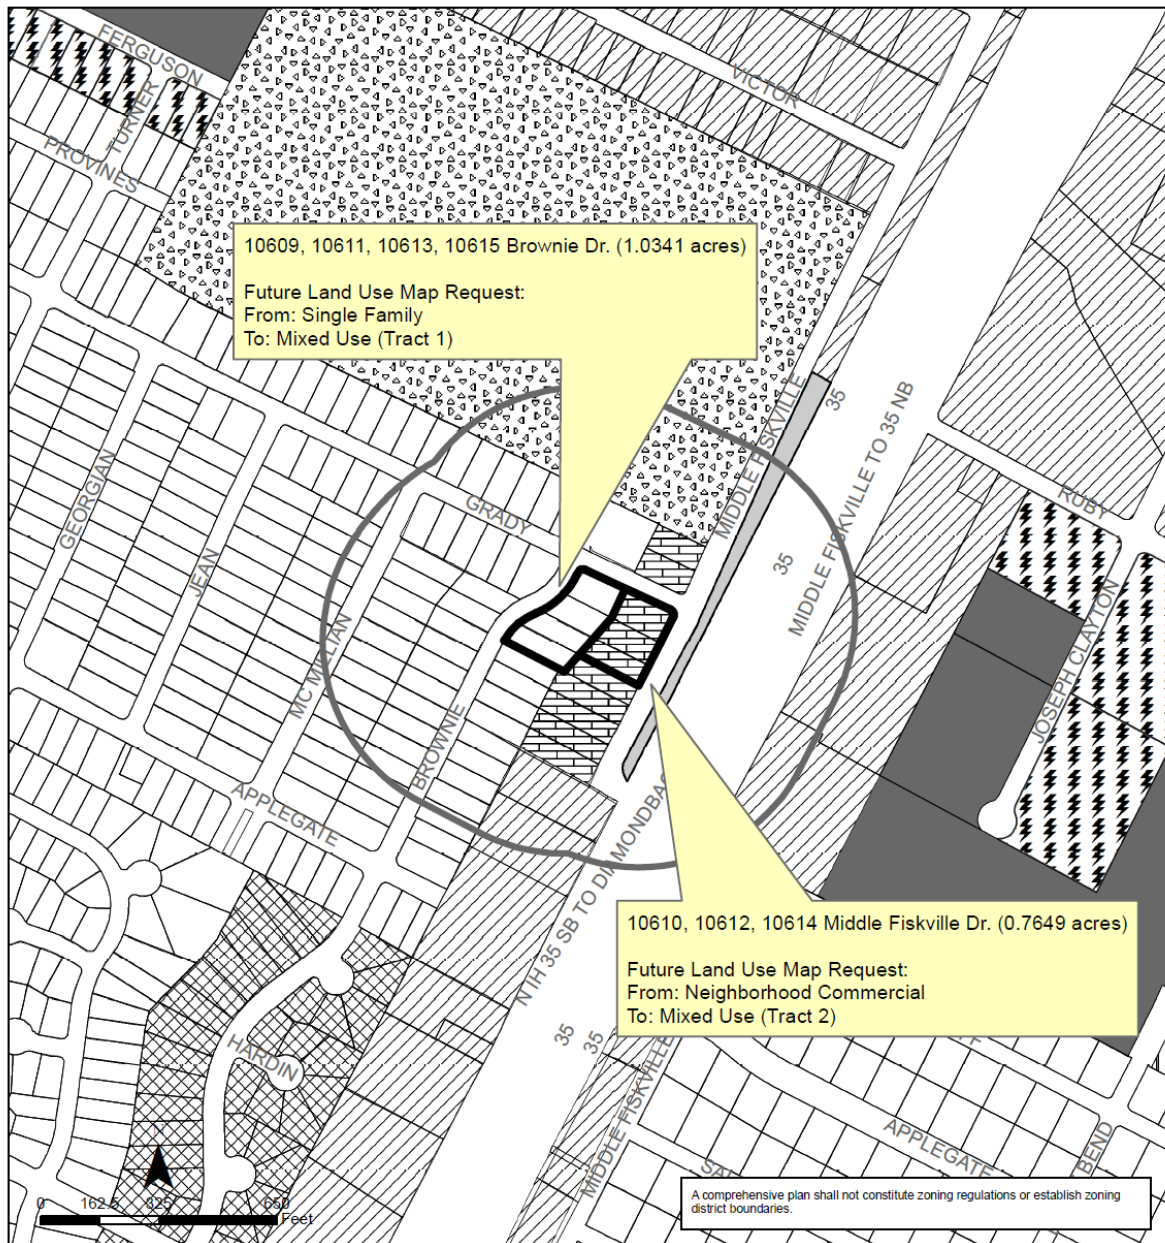 FERGUSON
TURNER
PROVINES
VICTOR
10609, 10611, 10613, 10615 Brownie Dr. (1.0341 acres)
Future Land Use Map Request:
From: Single Family
To: Mixed Use (Tract 1)
MIDDLE FISKVILLE
35
MIDDLE FISKVILLE TO 35 NB
35
RUBY
GEORGIAN
JEAN
GRADY
MC MILLIAN
BROWNIE
JOSEPH CLAYTON
APPLEGATE
N IH 35 SB TO DIAMONDBAC
10610, 10612, 10614 Middle Fiskville Dr. (0.7649 acres)
Future Land Use Map Request:
From: Neighborhood Commercial
To: Mixed Use (Tract 2)
35
35
MIDDLE FISKVILLE
HARDIN
APPLEGATE
BEND
N
0 162.5 325 650
Feet
A comprehensive plan shall not constitute zoning regulations or establish zoning
district boundaries.